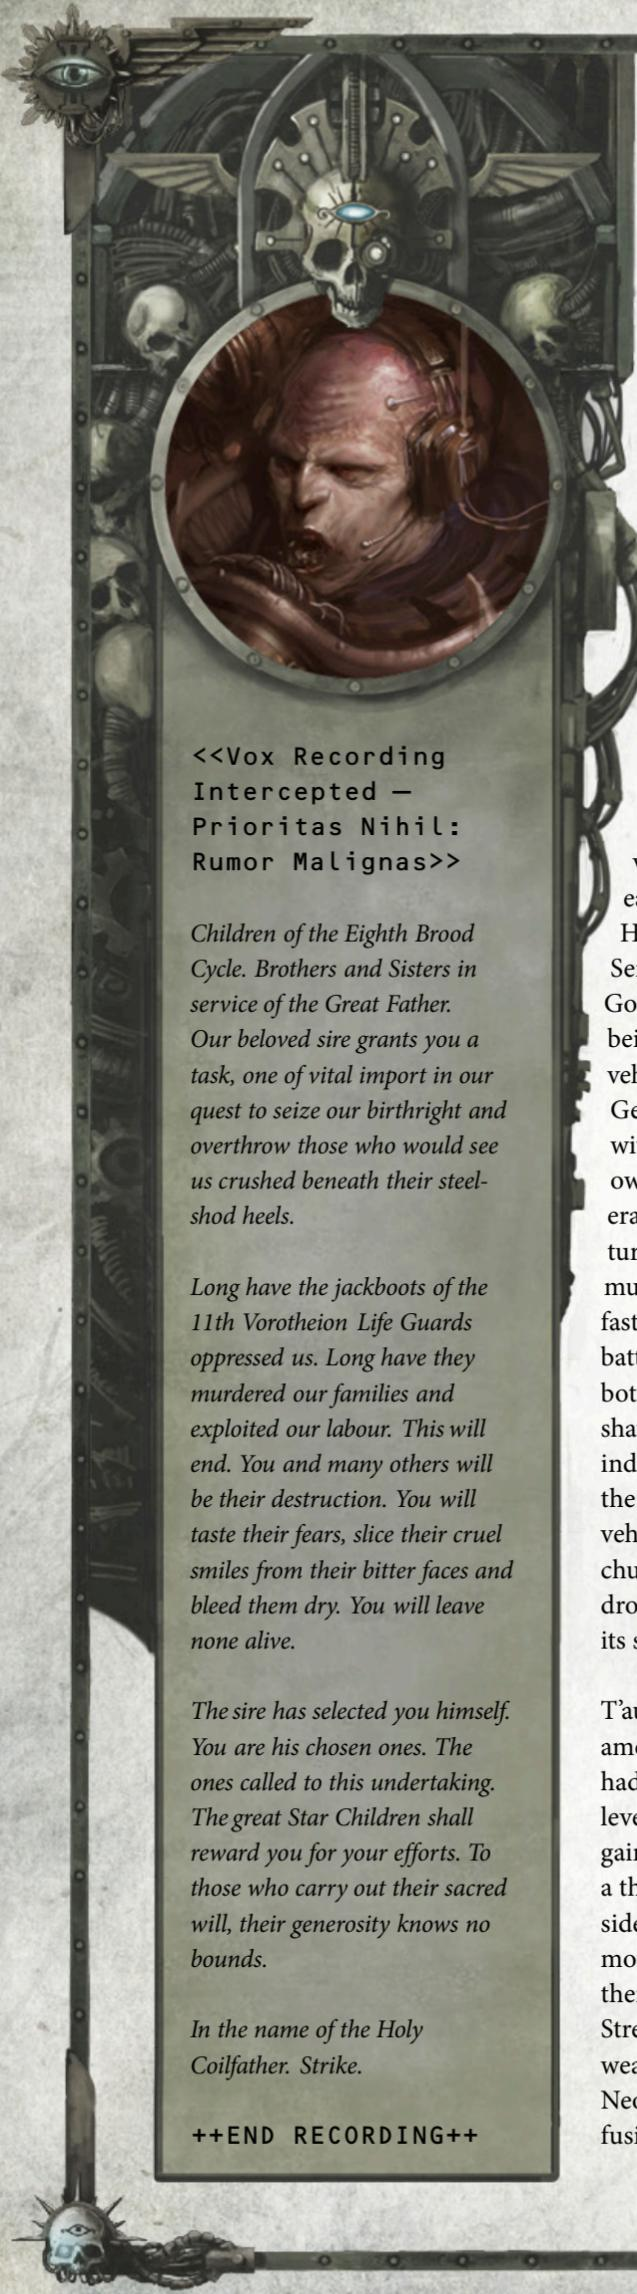 <<Vox Recording
Intercepted —
Prioritas Nihil:
Rumor Malignas>>
Children of the Eighth Brood
Cycle. Brothers and Sisters in
service of the Great Father.
Our beloved sire grants you a
task, one of vital import in our
quest to seize our birthright and
overthrow those who would see
us crushed beneath their steel-
shod heels.
Long have the jackboots of the
11th Vorotheion Life Guards
oppressed us. Long have they
murdered our families and
exploited our labour. This will
end. You and many others will
be their destruction. You will
taste their fears, slice their cruel
smiles from their bitter faces and
bleed them dry. You will leave
none alive.
The sire has selected you himself.
You are his chosen ones. The
ones called to this undertaking.
The great Star Children shall
reward you for your efforts. To
those who carry out their sacred
will, their generosity knows no
bounds.
In the name of the Holy
Coilfather. Strike.
++END RECORDING++